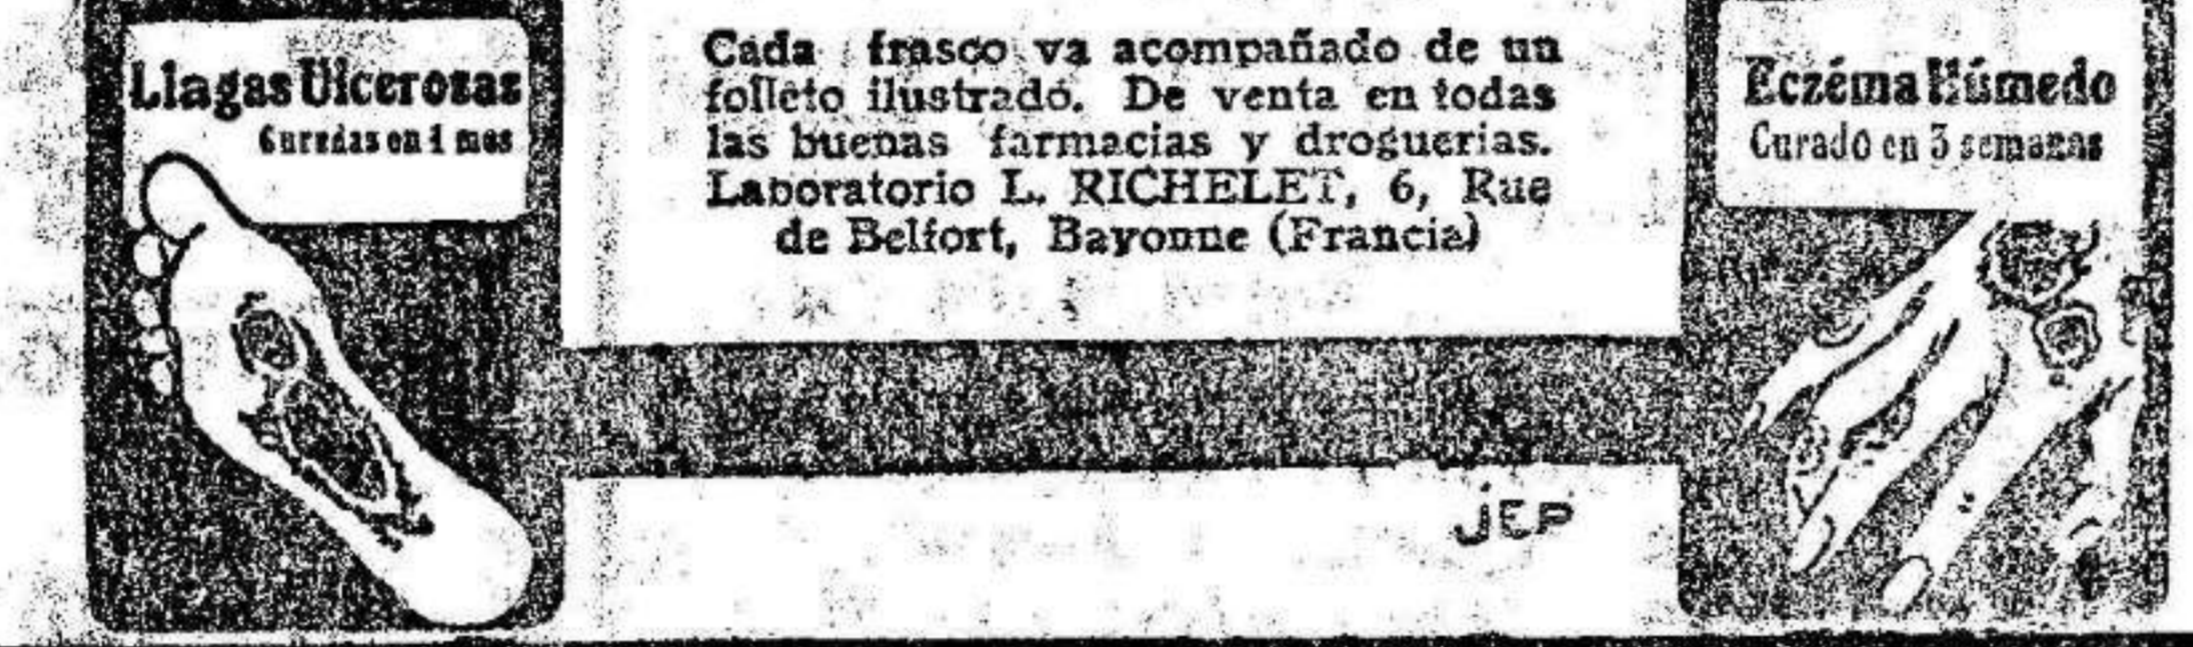 Llagas Ulcerosas
Curadas en 1 mes
Cada frasco va acompañado de un
folleto ilustrado. De venta en todas
las buenas farmacias y droguerias.
Laboratorio L. RICHELET, 6, Rue
de Belfort, Bayonne (Francia)
Eczéma Húmedo
Curado en 3 semanas
JEP